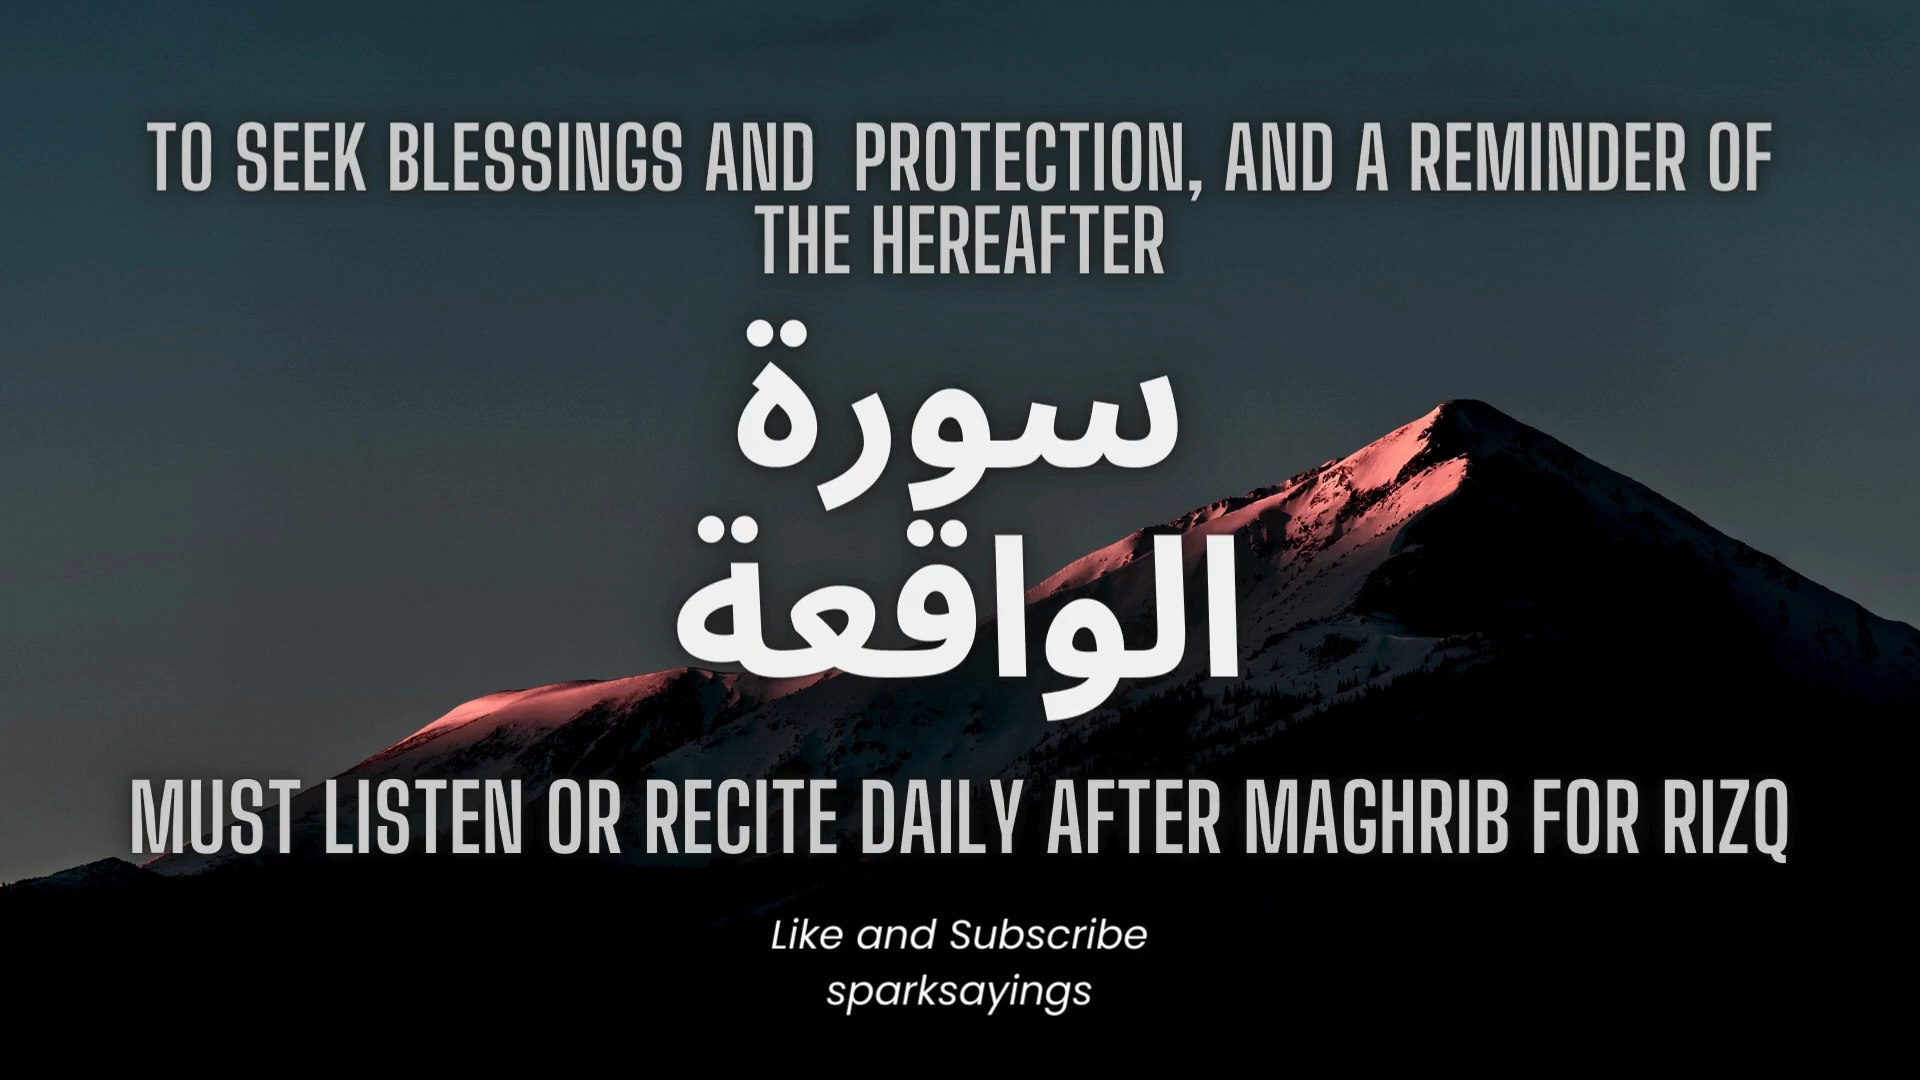 TO SEEK BLESSINGS AND PROTECTION, AND A REMINDER OF
THE HEREAFTER
سورة
الواقعة
MUST LISTEN OR RECITE DAILY AFTER MAGHRIB FOR RIZQ
Like and Subscribe
sparksayings